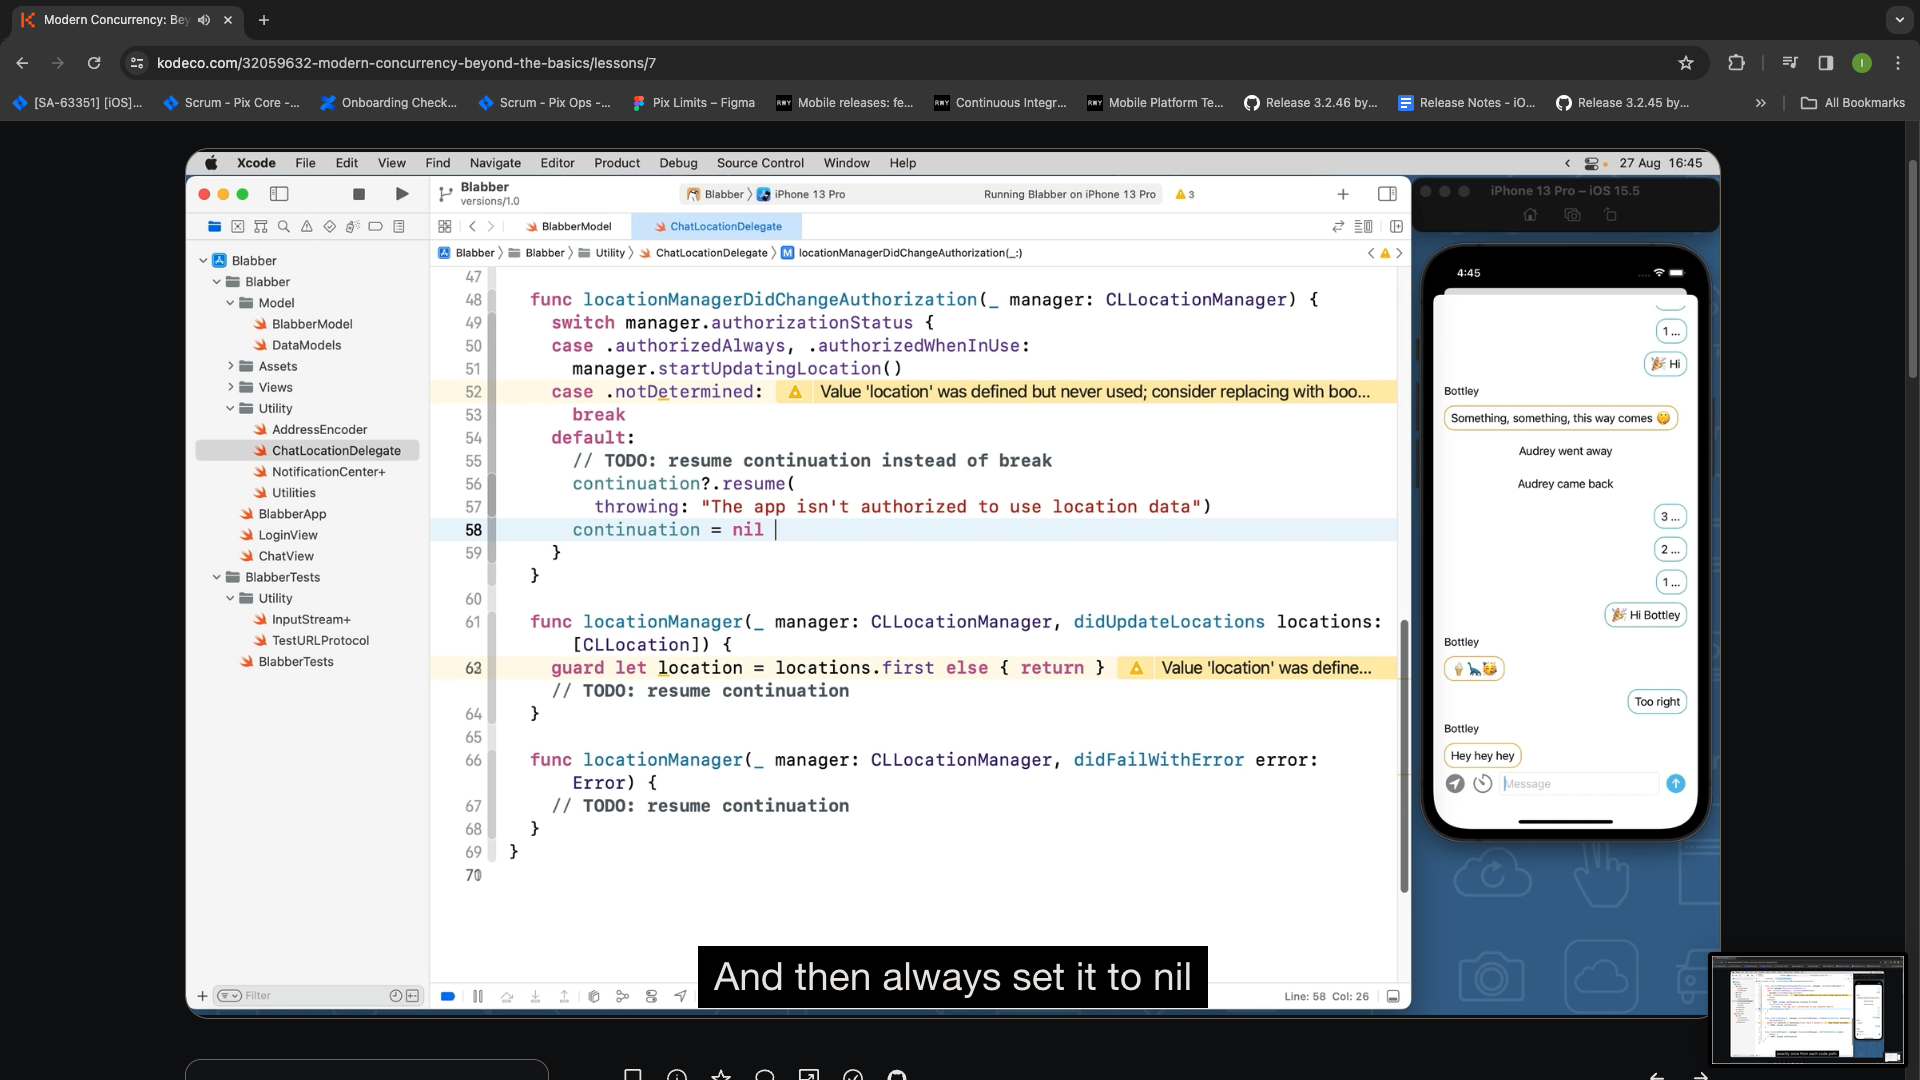 Modern Concurrency: Bey
kodeco.com/32059632-modern-concurrency-beyond-the-basics/lessons/7
[SA-63351] [iOS]...
Scrum - Pix Core -...
Onboarding Check...
Scrum - Pix Ops -...
Pix Limits – Figma
RWY Mobile releases: fe...
RWY Continuous Integr...
RWY Mobile Platform Te...
Release 3.2.46 by...
Release Notes - iO...
Release 3.2.45 by...
All Bookmarks
Xcode File Edit View Find Navigate Editor Product Debug Source Control Window Help
27 Aug 16:45
Blabber
versions/1.0
Blabber 〉 iPhone 13 Pro
Running Blabber on iPhone 13 Pro
3
iPhone 13 Pro – iOS 15.5
BlabberModel
ChatLocationDelegate
Blabber 〉 Blabber 〉 Utility 〉 ChatLocationDelegate 〉 M locationManagerDidChangeAuthorization(_:)
Blabber
Blabber
Model
BlabberModel
DataModels
Assets
Views
Utility
AddressEncoder
ChatLocationDelegate
NotificationCenter+
Utilities
BlabberApp
LoginView
ChatView
BlabberTests
Utility
InputStream+
TestURLProtocol
BlabberTests
Filter
47
48 func locationManagerDidChangeAuthorization(_ manager: CLLocationManager) {
49 switch manager.authorizationStatus {
50 case .authorizedAlways, .authorizedWhenInUse:
51 manager.startUpdatingLocation()
52 case .notDetermined: Value 'location' was defined but never used; consider replacing with boo...
53 break
54 default:
55 // TODO: resume continuation instead of break
56 continuation?.resume(
57 throwing: "The app isn't authorized to use location data")
58 continuation = nil
59 }
}
60
61 func locationManager(_ manager: CLLocationManager, didUpdateLocations locations:
[CLLocation]) {
guard let location = locations.first else { return } Value 'location' was define...
// TODO: resume continuation
64 }
65
66 func locationManager(_ manager: CLLocationManager, didFailWithError error:
Error) {
67 // TODO: resume continuation
68 }
69 }
Line: 58 Col: 26
4:45
1 ...
🎉 Hi
Bottley
Something, something, this way comes 🤫
Audrey went away
Audrey came back
3 ...
2 ...
1 ...
🎉 Hi Bottley
Bottley
🍦🦕🥳
Too right
Bottley
Hey hey hey
Message
And then always set it to nil